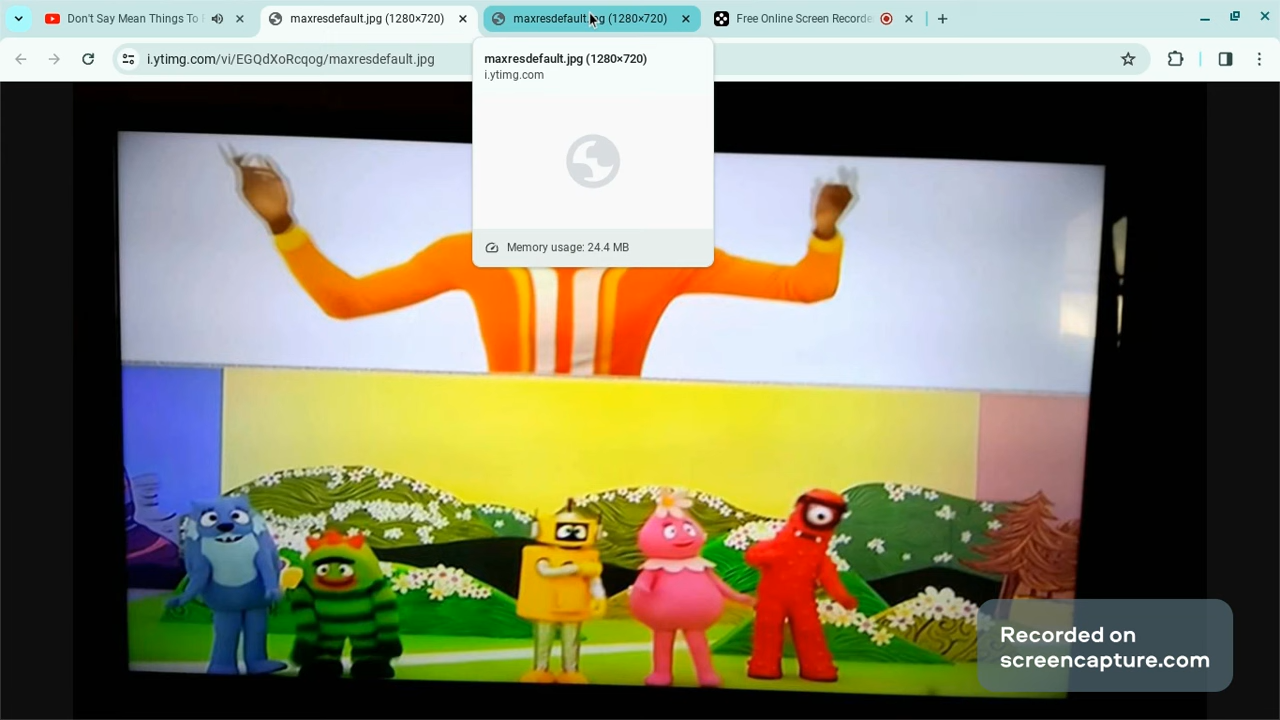 Don't Say Mean Things To
maxresdefault.jpg (1280×720)
maxresdefault.jpg (1280×720)
Free Online Screen Recorde
i.ytimg.com/vi/EGQdXoRcqog/maxresdefault.jpg
maxresdefault.jpg (1280×720)
i.ytimg.com
Memory usage: 24.4 MB
Recorded on
screencapture.com